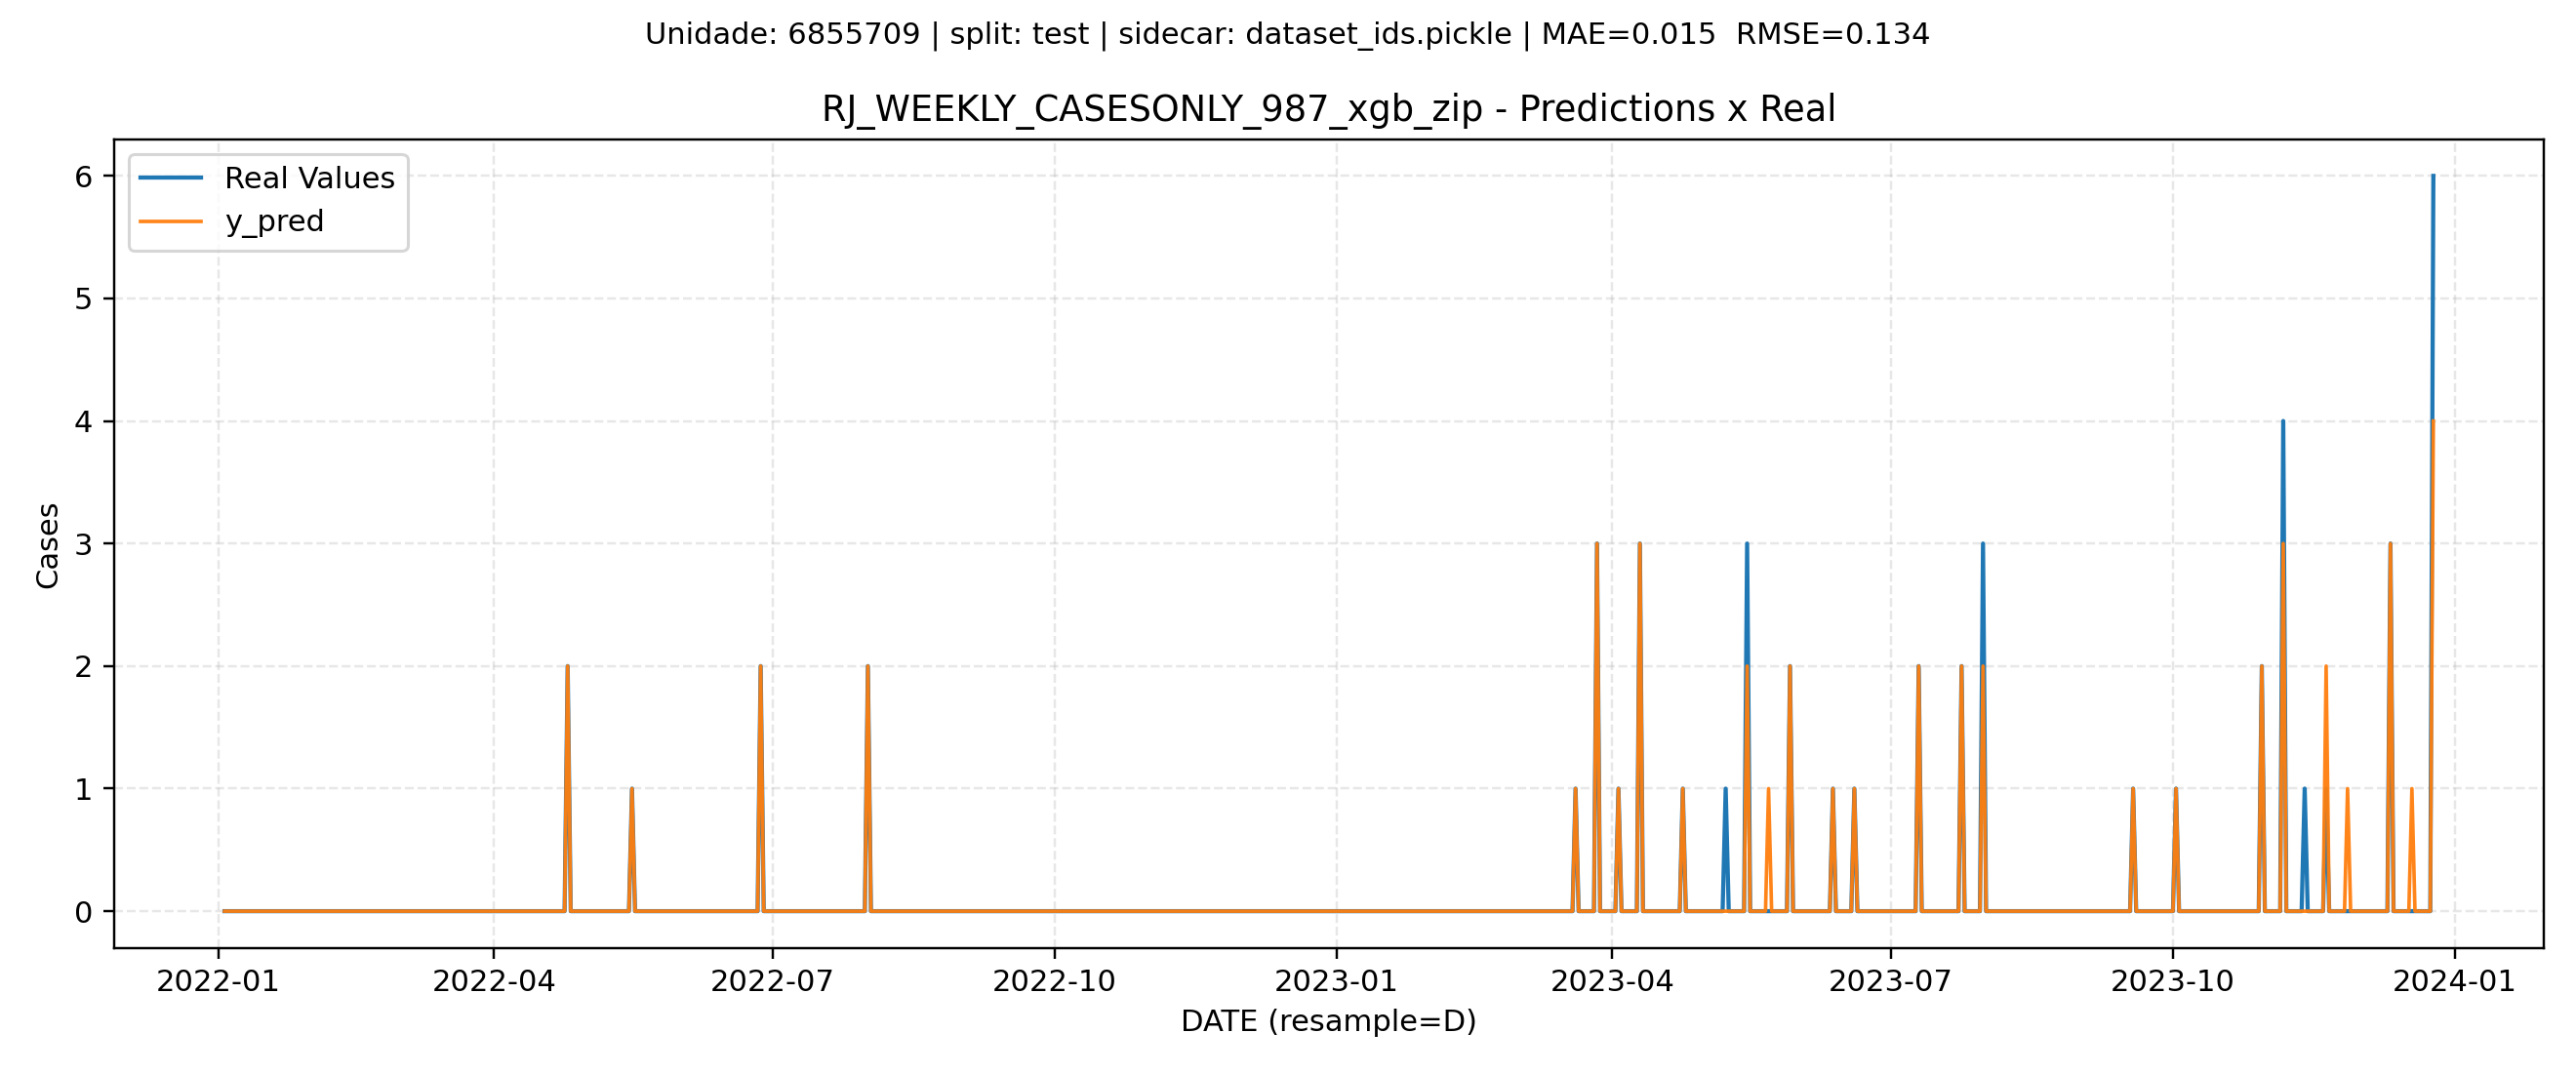 Unidade: 6855709 | split: test | sidecar: dataset_ids.pickle | MAE=0.015  RMSE=0.134
RJ_WEEKLY_CASESONLY_987_xgb_zip - Predictions x Real
Real Values
y_pred
Cases
6
5
4
3
2
1
0
2022-01
2022-04
2022-07
2022-10
2023-01
2023-04
2023-07
2023-10
2024-01
DATE (resample=D)